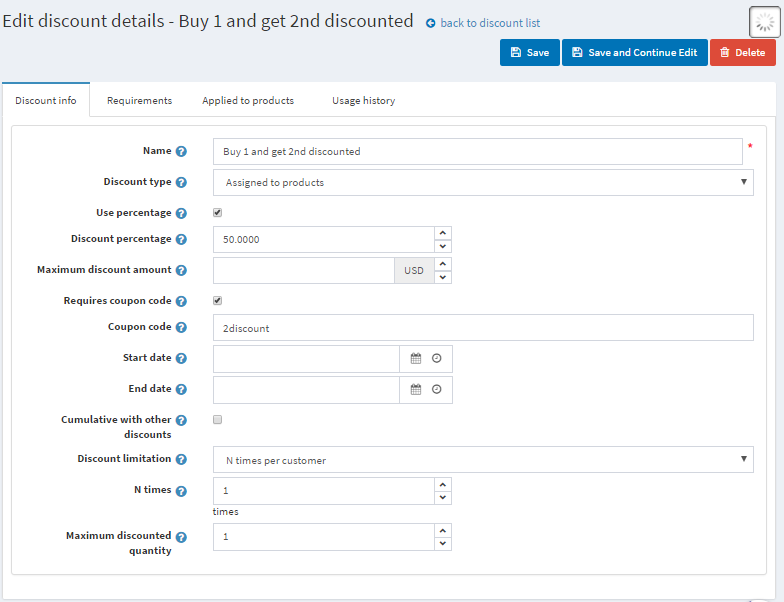 Edit discount details - Buy 1 and get 2nd discounted back to discount list
Save Save and Continue Edit Delete
Discount info Requirements Applied to products Usage history
Name ? Buy 1 and get 2nd discounted *
Discount type ? Assigned to products
Use percentage ?
Discount percentage ? 50.0000
Maximum discount amount ? USD
Requires coupon code ?
Coupon code ? 2discount
Start date ?
End date ?
Cumulative with other ?
discounts
Discount limitation ? N times per customer
N times ? 1
times
Maximum discounted ? 1
quantity